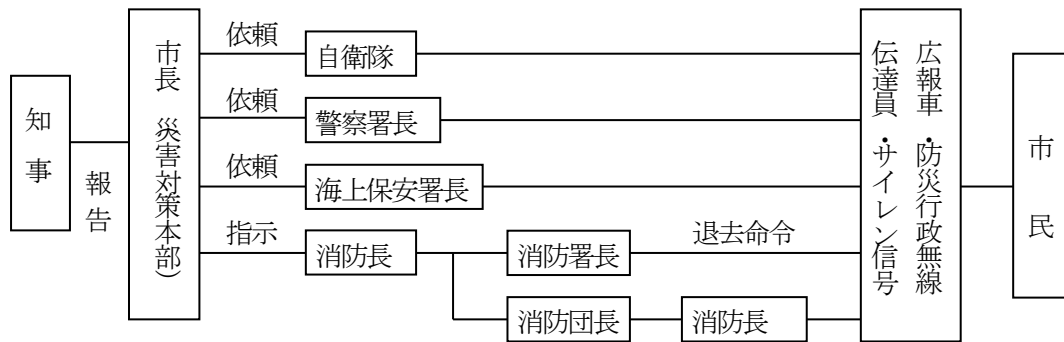 知事
報告
市長（災害対策本部）
依頼
自衛隊
依頼
警察署長
依頼
海上保安署長
指示
消防長
消防署長
退去命令
消防団長
消防長
広報車・防災行政無線
伝達員・サイレン信号
市民